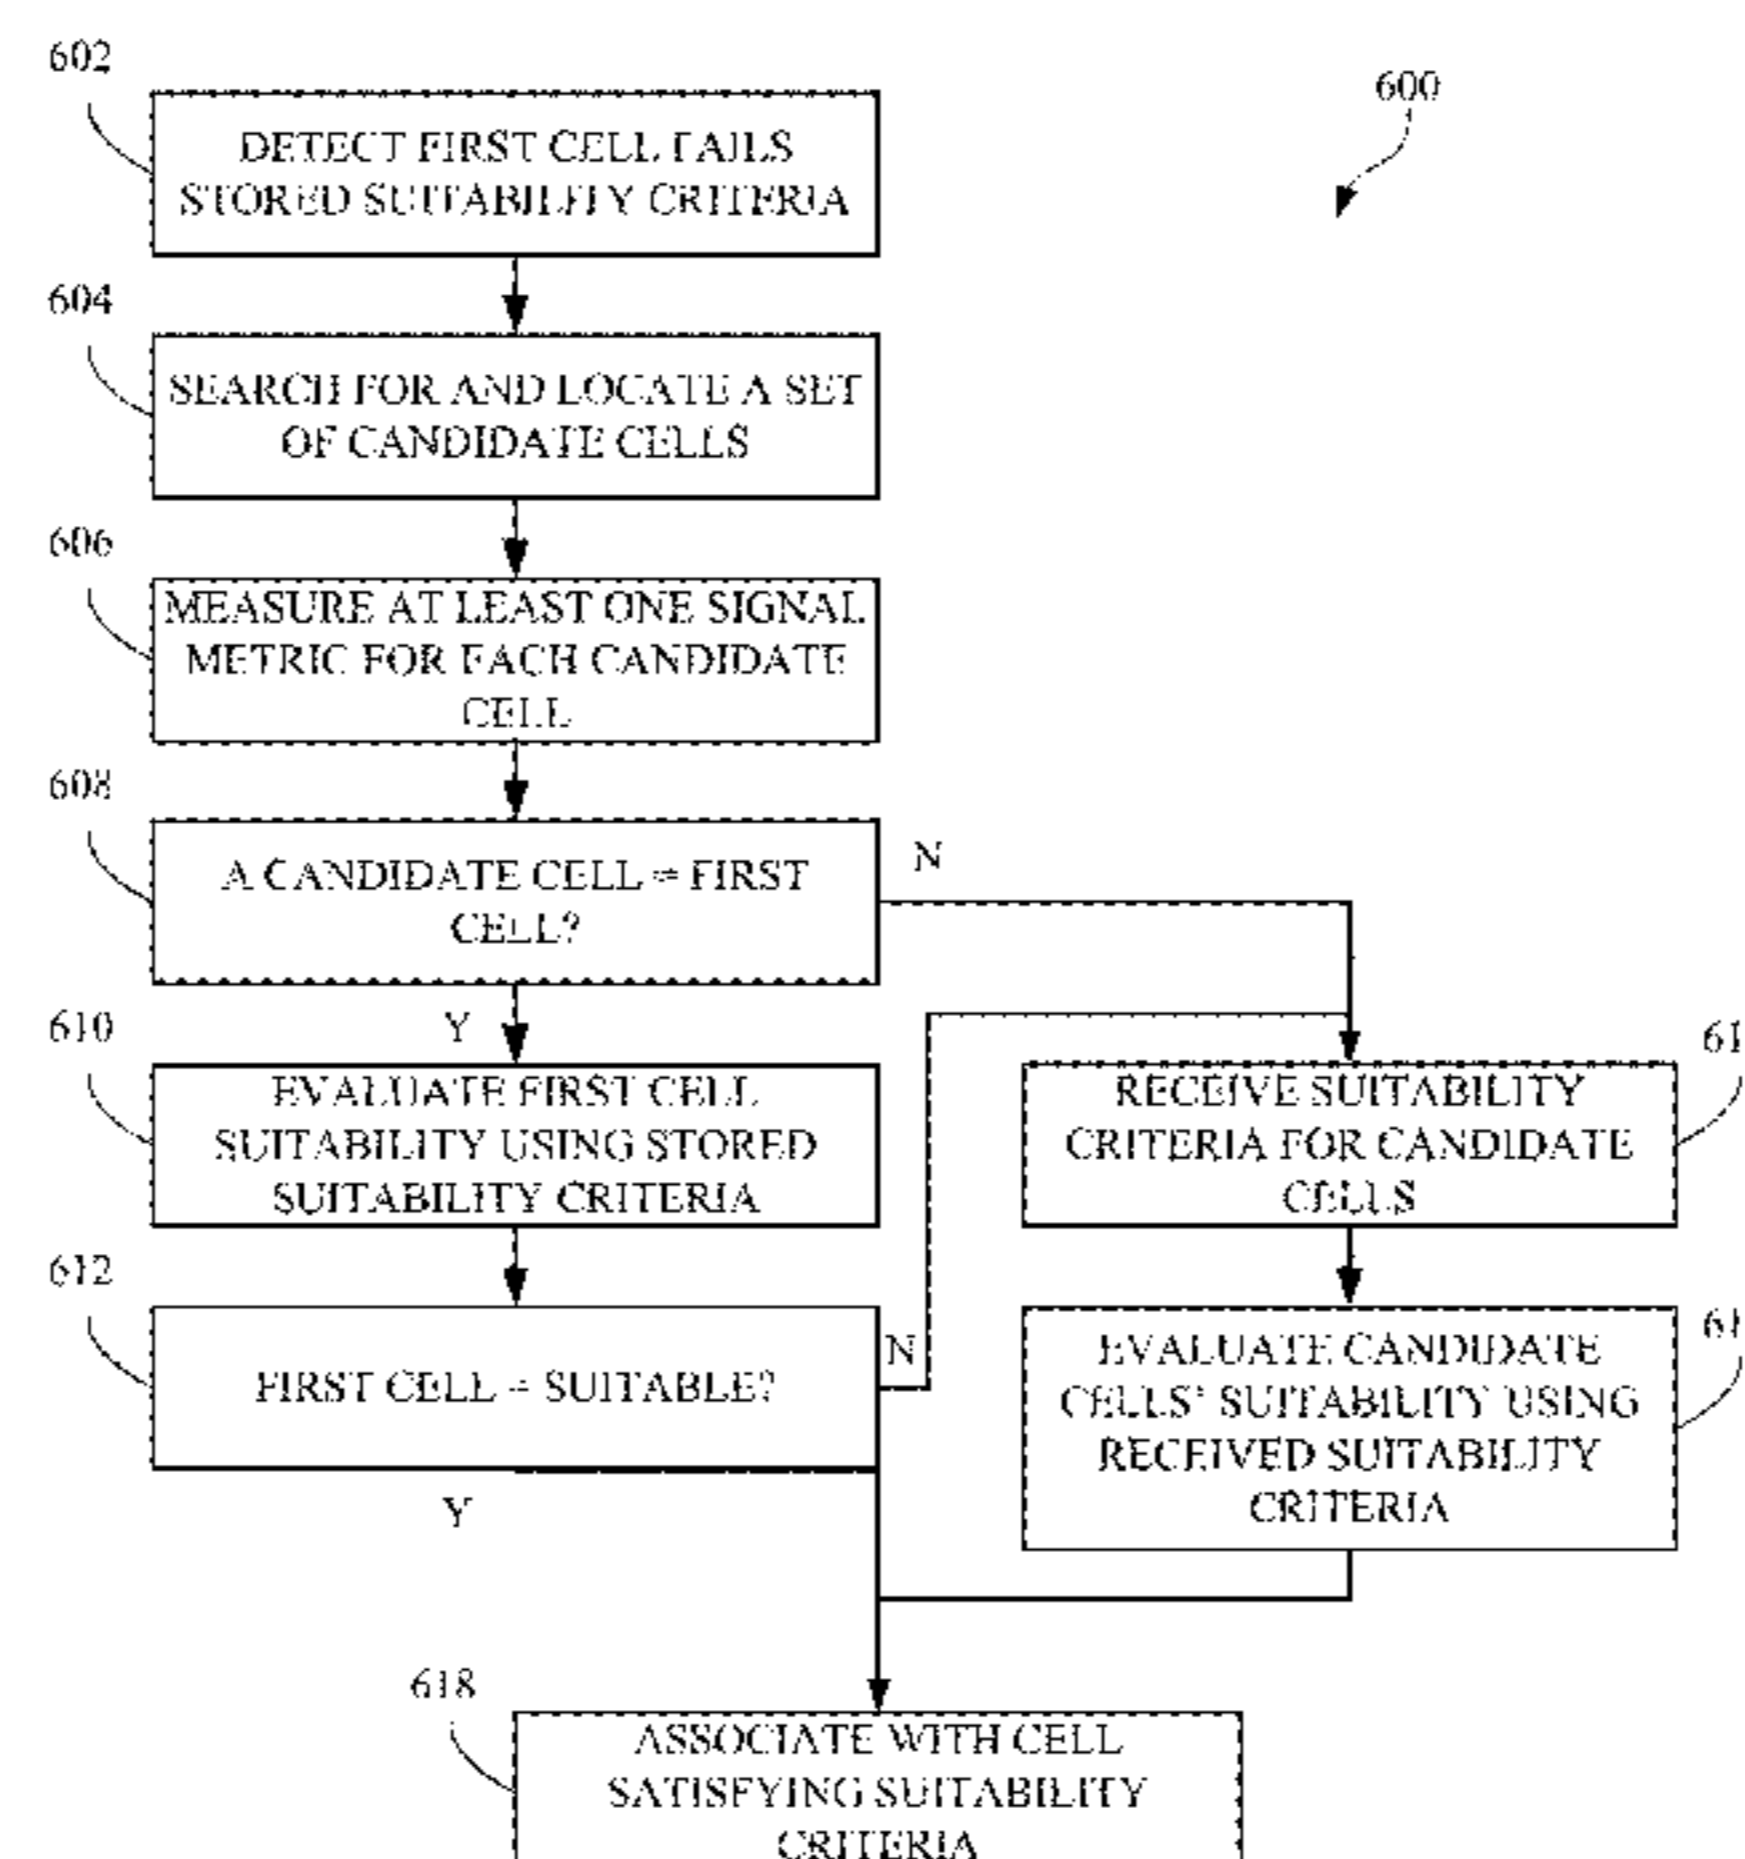 602
600
DETECT FIRST CELL FAILS
STORED SUITABILITY CRITERIA
604
SEARCH FOR AND LOCATE A SET
OF CANDIDATE CELLS
606
MEASURE AT LEAST ONE SIGNAL
METRIC FOR EACH CANDIDATE
CELL
608
A CANDIDATE CELL = FIRST
CELL?
N
Y
610
EVALUATE FIRST CELL
SUITABILITY USING STORED
SUITABILITY CRITERIA
61
RECEIVE SUITABILITY
CRITERIA FOR CANDIDATE
CELLS
612
FIRST CELL = SUITABLE?
N
Y
61
EVALUATE CANDIDATE
CELLS' SUITABILITY USING
RECEIVED SUITABILITY
CRITERIA
618
ASSOCIATE WITH CELL
SATISFYING SUITABILITY
CRITERIA